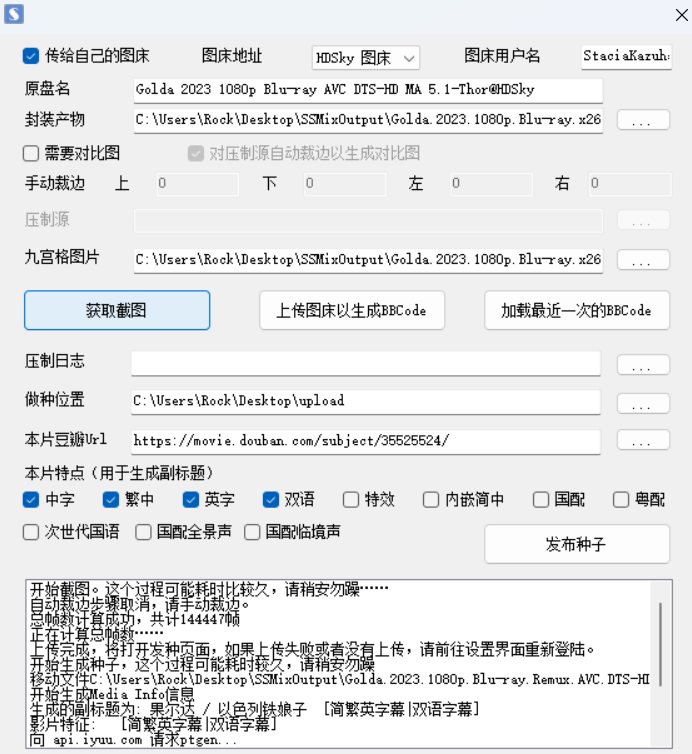 S
传给自己的图床 图床地址 HDSky 图床 图床用户名 StaciaKazuh
原盘名 Golda 2023 1080p Blu-ray AVC DTS-HD MA 5.1-Thor@HDSky
封装产物 C:\Users\Rock\Desktop\SSMixOutput\Golda.2023.1080p.Blu-ray.x26 ...
需要对比图 对压制源自动裁边以生成对比图
手动裁边 上 0 下 0 左 0 右 0
压制源 ...
九宫格图片 C:\Users\Rock\Desktop\SSMixOutput\Golda.2023.1080p.Blu-ray.x26 ...
获取截图 上传图床以生成BBCode 加载最近一次的BBCode
压制日志 ...
做种位置 C:\Users\Rock\Desktop\upload ...
本片豆瓣Url https://movie.douban.com/subject/35525524/ ...
本片特点（用于生成副标题）
中字 繁中 英字 双语 特效 内嵌简中 国配 粤配
次世代国语 国配全景声 国配临境声 发布种子
开始截图。这个过程可能耗时比较久，请稍安勿躁……
自动裁边步骤取消，请手动裁边。
总帧数计算成功，共计144447帧
正在计算总帧数……
上传完成，将打开发种页面，如果上传失败或者没有上传，请前往设置界面重新登陆。
开始生成种子，这个过程可能耗时较久，请稍安勿躁
移动文件C:\Users\Rock\Desktop\SSMixOutput\Golda.2023.1080p.Blu-ray.Remux.AVC.DTS-HD
开始生成Media Info信息
生成的副标题为: 果尔达 / 以色列铁娘子 [简繁英字幕|双语字幕]
影片特征: [简繁英字幕|双语字幕]
向 api.iyuu.com 请求ptgen...